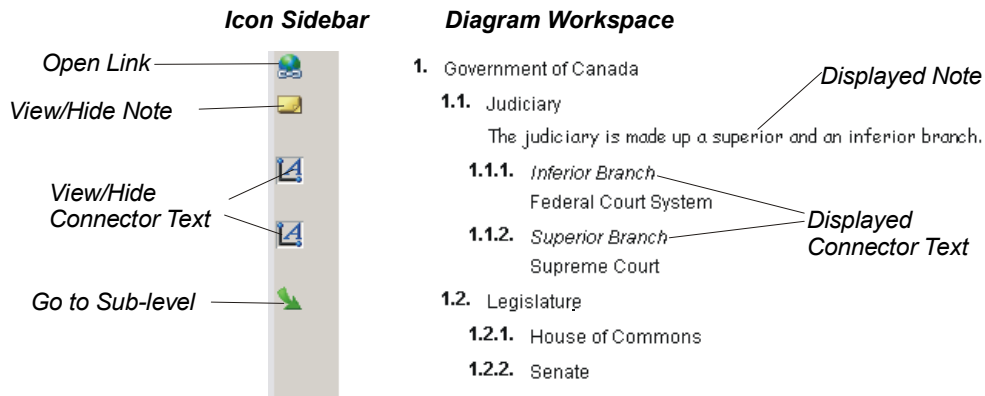 Icon Sidebar Diagram Workspace
Open Link
1. Government of Canada
Displayed Note
View/Hide Note
1.1. Judiciary
The judiciary is made up a superior and an inferior branch.
1.1.1. Inferior Branch
View/Hide
Connector Text
Federal Court System
Displayed
Connector Text
1.1.2. Superior Branch
Supreme Court
Go to Sub-level
1.2. Legislature
1.2.1. House of Commons
1.2.2. Senate